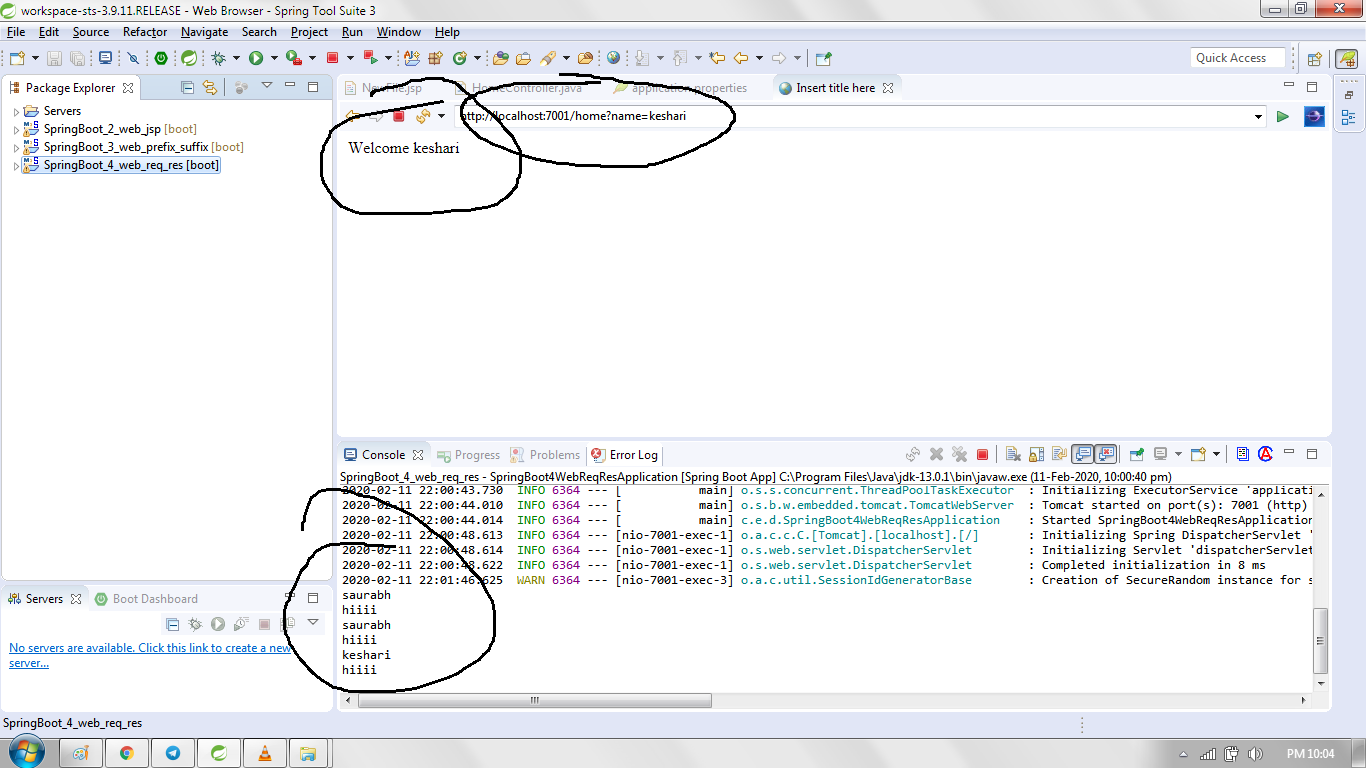 workspace-sts-3.9.11.RELEASE - Web Browser - Spring Tool Suite 3
File Edit Source Refactor Navigate Search Project Run Window Help
Quick Access
Package Explorer
Servers
SpringBoot_2_web_jsp [boot]
SpringBoot_3_web_prefix_suffix [boot]
SpringBoot_4_web_req_res [boot]
NewFile.jsp HomeController.java application.properties Insert title here
http://localhost:7001/home?name=keshari
Welcome keshari
Console Progress Problems Error Log
SpringBoot_4_web_req_res - SpringBoot4WebReqResApplication [Spring Boot App] C:\Program Files\Java\jdk-13.0.1\bin\javaw.exe (11-Feb-2020, 10:00:40 pm)
2020-02-11 22:00:43.730 INFO 6364 --- [ main] o.s.s.concurrent.ThreadPoolTaskExecutor : Initializing ExecutorService 'applicati
2020-02-11 22:00:44.010 INFO 6364 --- [ main] o.s.b.w.embedded.tomcat.TomcatWebServer : Tomcat started on port(s): 7001 (http)
2020-02-11 22:00:44.014 INFO 6364 --- [ main] c.e.d.SpringBoot4WebReqResApplication : Started SpringBoot4WebReqResApplication
2020-02-11 22:00:48.613 INFO 6364 --- [nio-7001-exec-1] o.a.c.c.C.[Tomcat].[localhost].[/] : Initializing Spring DispatcherServlet '
2020-02-11 22:00:48.614 INFO 6364 --- [nio-7001-exec-1] o.s.web.servlet.DispatcherServlet : Initializing Servlet 'dispatcherServlet
2020-02-11 22:00:48.622 INFO 6364 --- [nio-7001-exec-1] o.s.web.servlet.DispatcherServlet : Completed initialization in 8 ms
2020-02-11 22:01:46.625 WARN 6364 --- [nio-7001-exec-3] o.a.c.util.SessionIdGeneratorBase : Creation of SecureRandom instance for s
saurabh
hiiii
saurabh
hiiii
keshari
hiiii
Servers Boot Dashboard
No servers are available. Click this link to create a new
server...
SpringBoot_4_web_req_res
PM 10:04